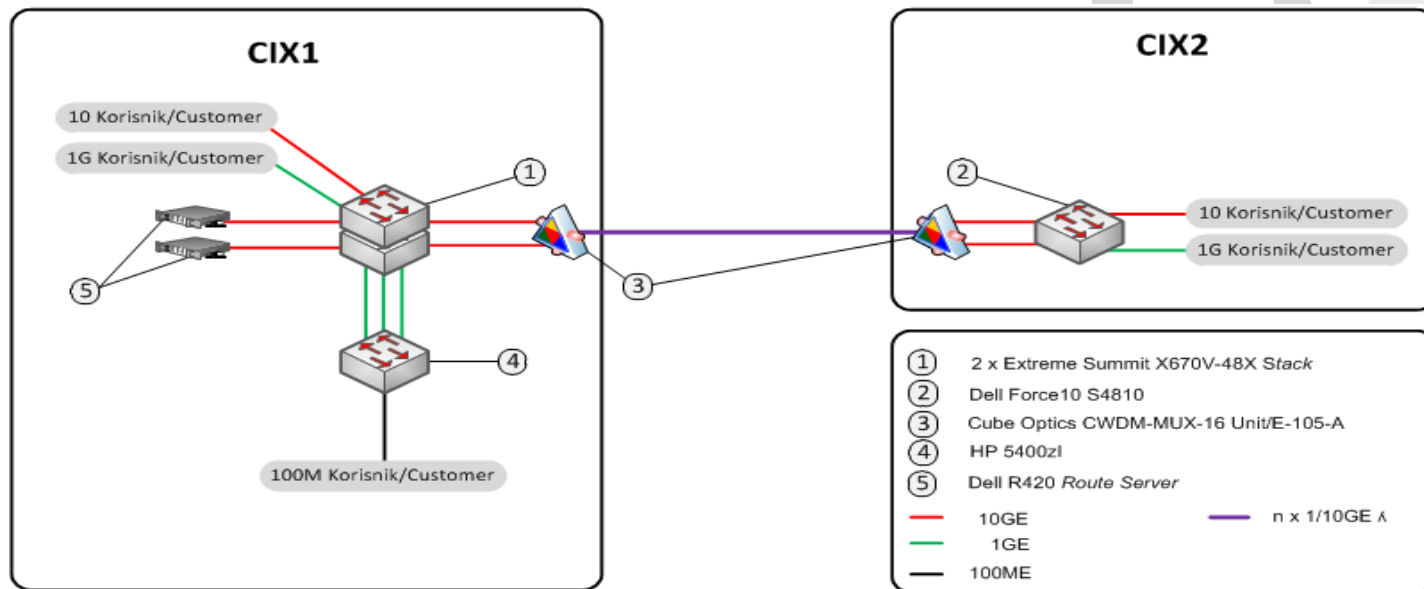 CIX1
10 Korisnik/Customer
1G Korisnik/Customer
1
5
3
4
100M Korisnik/Customer
CIX2
2
10 Korisnik/Customer
1G Korisnik/Customer
1 2 x Extreme Summit X670V-48X Stack
2 Dell Force10 S4810
3 Cube Optics CWDM-MUX-16 Unit/E-105-A
4 HP 5400zl
5 Dell R420 Route Server
10GE
n x 1/10GE ʎ
1GE
100ME